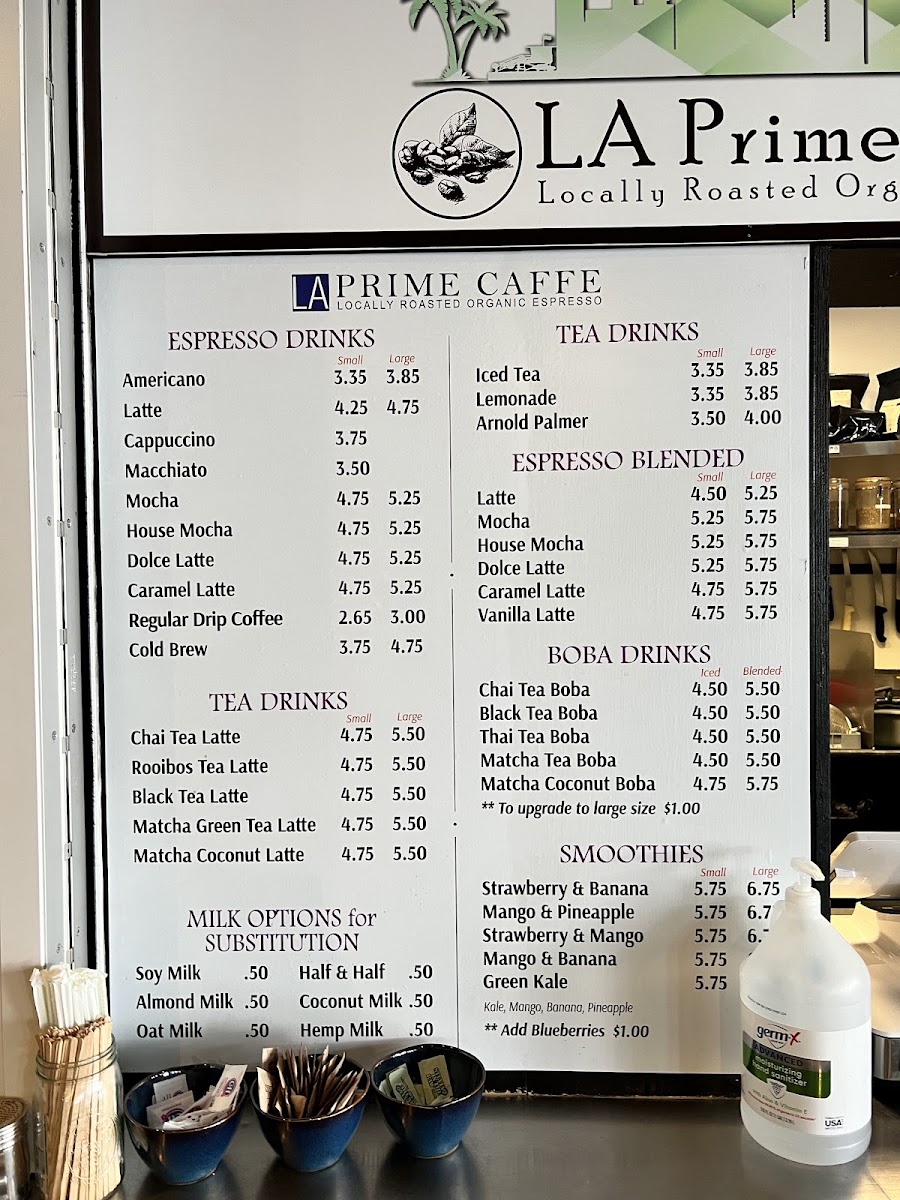 LA Prime
Locally Roasted Org
LA PRIME CAFFE
LOCALLY ROASTED ORGANIC ESPRESSO
ESPRESSO DRINKS
Small Large
Americano 3.35 3.85
Latte 4.25 4.75
Cappuccino 3.75
Macchiato 3.50
Mocha 4.75 5.25
House Mocha 4.75 5.25
Dolce Latte 4.75 5.25
Caramel Latte 4.75 5.25
Regular Drip Coffee 2.65 3.00
Cold Brew 3.75 4.75
TEA DRINKS
Small Large
Chai Tea Latte 4.75 5.50
Rooibos Tea Latte 4.75 5.50
Black Tea Latte 4.75 5.50
Matcha Green Tea Latte 4.75 5.50
Matcha Coconut Latte 4.75 5.50
MILK OPTIONS for
SUBSTITUTION
Soy Milk .50 Half & Half .50
Almond Milk .50 Coconut Milk .50
Oat Milk .50 Hemp Milk .50
TEA DRINKS
Small Large
Iced Tea 3.35 3.85
Lemonade 3.35 3.85
Arnold Palmer 3.50 4.00
ESPRESSO BLENDED
Small Large
Latte 4.50 5.25
Mocha 5.25 5.75
House Mocha 5.25 5.75
Dolce Latte 5.25 5.75
Caramel Latte 4.75 5.75
Vanilla Latte 4.75 5.75
BOBA DRINKS
Iced Blended
Chai Tea Boba 4.50 5.50
Black Tea Boba 4.50 5.50
Thai Tea Boba 4.50 5.50
Matcha Tea Boba 4.50 5.50
Matcha Coconut Boba 4.75 5.75
** To upgrade to large size $1.00
SMOOTHIES
Small Large
Strawberry & Banana 5.75 6.75
Mango & Pineapple 5.75 6.7
Strawberry & Mango 5.75 6.
Mango & Banana 5.75
Green Kale 5.75
Kale, Mango, Banana, Pineapple
** Add Blueberries $1.00
germ-x
ADVANCED
moisturizing
hand sanitizer
with Aloe & Vitamin E
USA